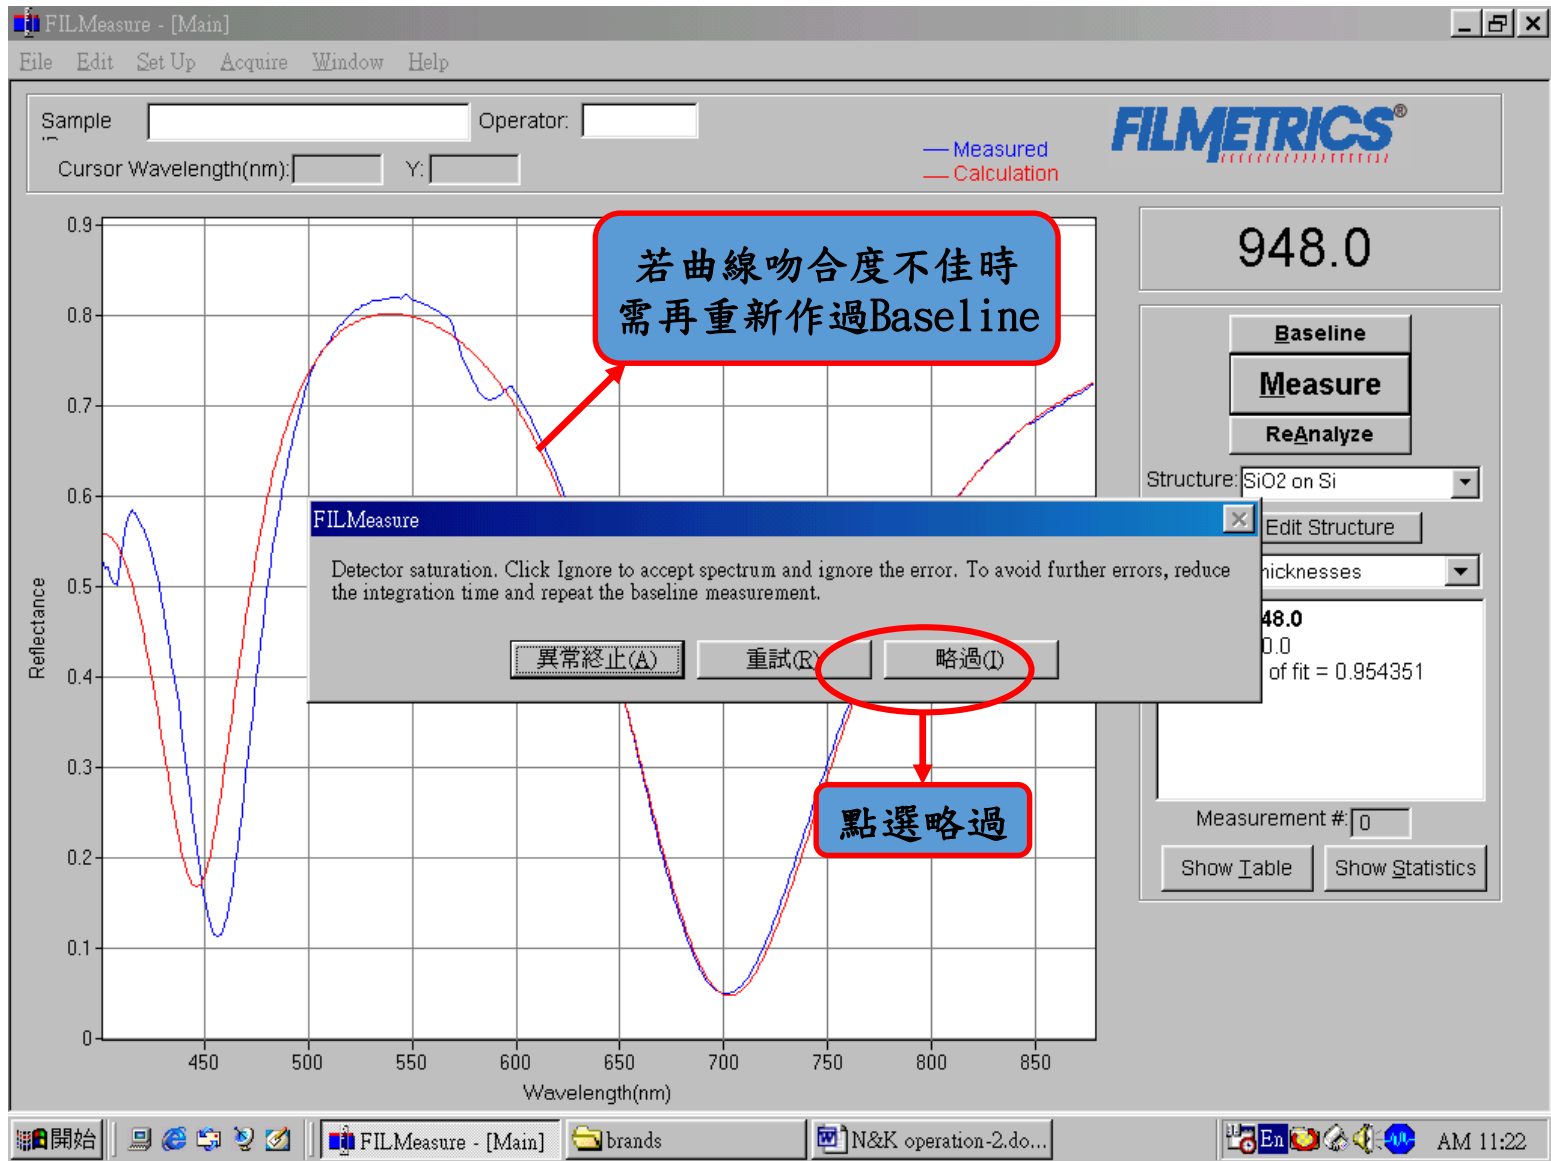 FILMeasure - [Main]
File Edit Set Up Acquire Window Help
Sample
Operator:
Cursor Wavelength(nm):
Y:
Measured
Calculation
FILMETRICS®
948.0
Baseline
Measure
ReAnalyze
Structure: SiO2 on Si
Edit Structure
hicknesses
48.0
0.0
of fit = 0.954351
Measurement #: 0
Show Table
Show Statistics
若曲線吻合度不佳時
需再重新作過Baseline
FILMeasure
Detector saturation. Click Ignore to accept spectrum and ignore the error. To avoid further errors, reduce
the integration time and repeat the baseline measurement.
異常終止(A)
重試(R)
略過(I)
點選略過
Reflectance
0.9
0.8
0.7
0.6
0.5
0.4
0.3
0.2
0.1
0
450 500 550 600 650 700 750 800 850
Wavelength(nm)
開始
FILMeasure - [Main]
brands
N&K operation-2.do...
En
AM 11:22